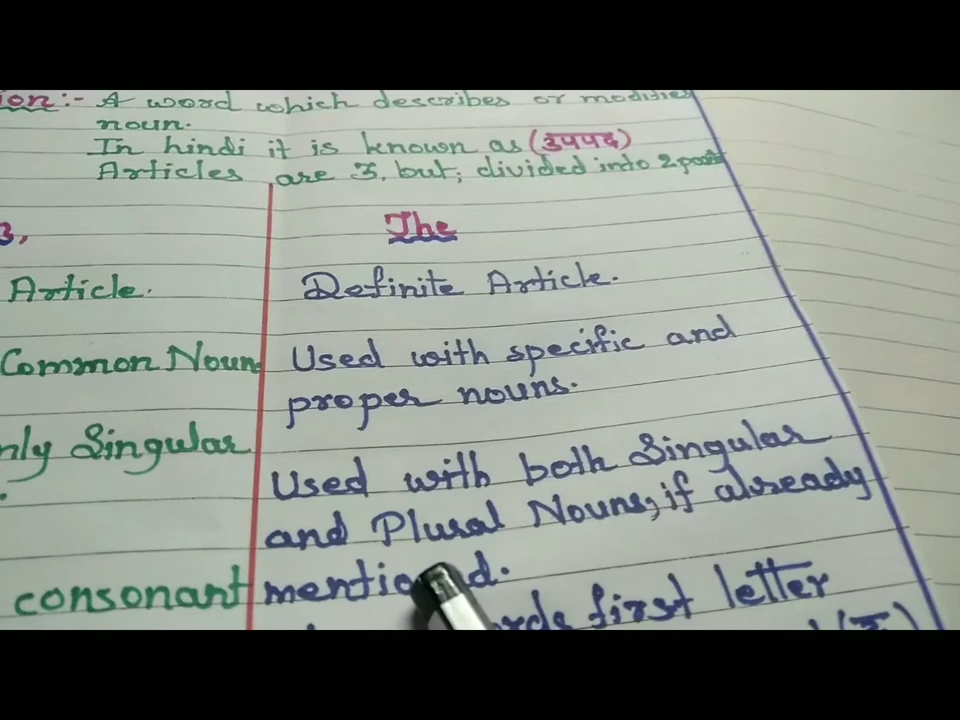 ion:- A word which describes or modifies
noun.
In hindi it is known as (उपपद)
Articles are 3, but; divided into 2 parts
The
Article.
Definite Article.
Common Noun
Used with specific and
proper nouns.
nly Singular
Used with both Singular
and Plural Nouns, if already
consonant
first letter